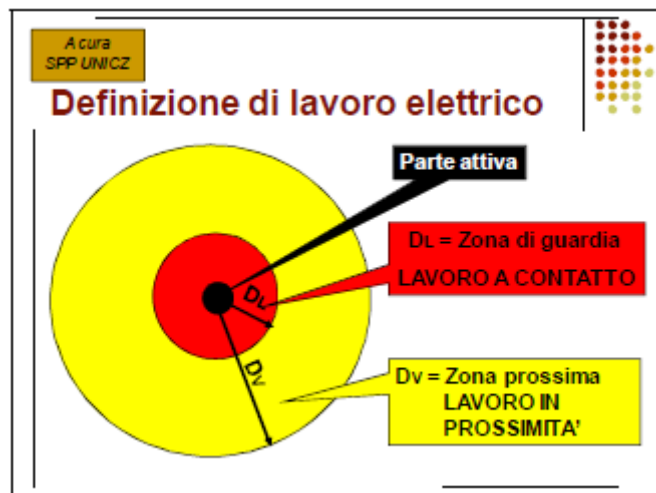 A cura
SPP UNICZ
Definizione di lavoro elettrico
Parte attiva
DL = Zona di guardia
LAVORO A CONTATTO
DL
DV
Dv = Zona prossima
LAVORO IN
PROSSIMITA'